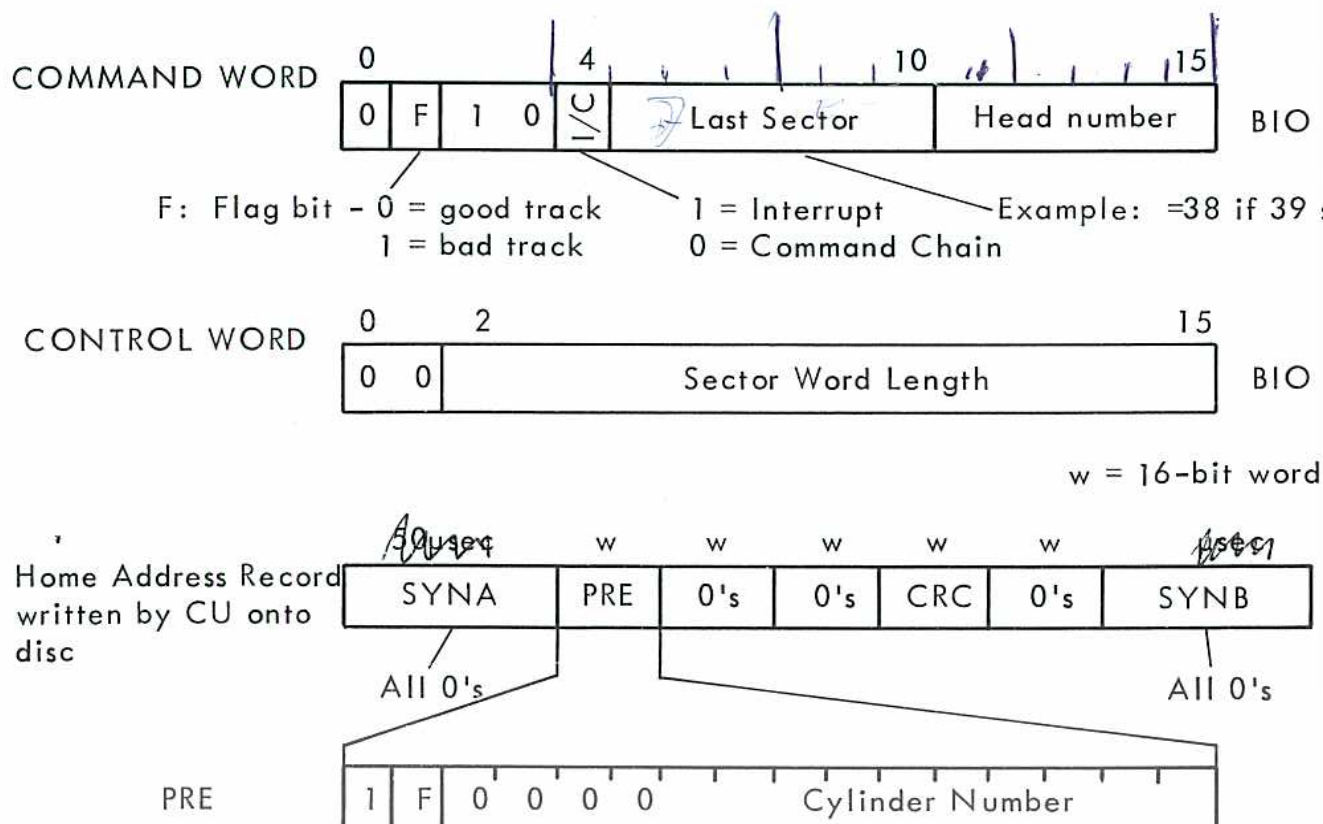 0 4 10 15
COMMAND WORD 0 F 1 0 I/C Last Sector Head number BIO
F: Flag bit - 0 = good track 1 = Interrupt Example: =38 if 39
1 = bad track 0 = Command Chain
0 2 15
CONTROL WORD 0 0 Sector Word Length BIO
w = 16-bit word
50µsec w w w w w µsec
Home Address Record
written by CU onto
disc
SYNA PRE 0's 0's CRC 0's SYNB
All 0's All 0's
PRE 1 F 0 0 0 0 Cylinder Number